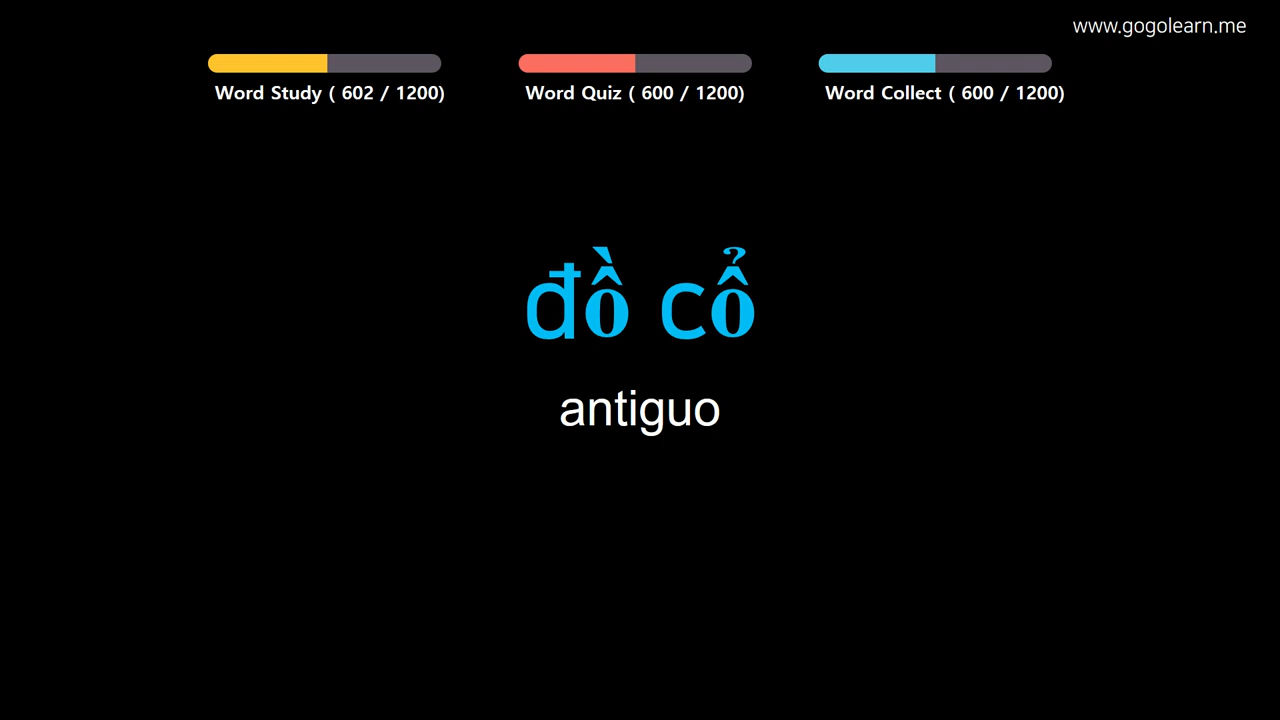 www.gogolearn.me
Word Study ( 602 / 1200)
Word Quiz ( 600 / 1200)
Word Collect ( 600 / 1200)
đồ cổ
antiguo